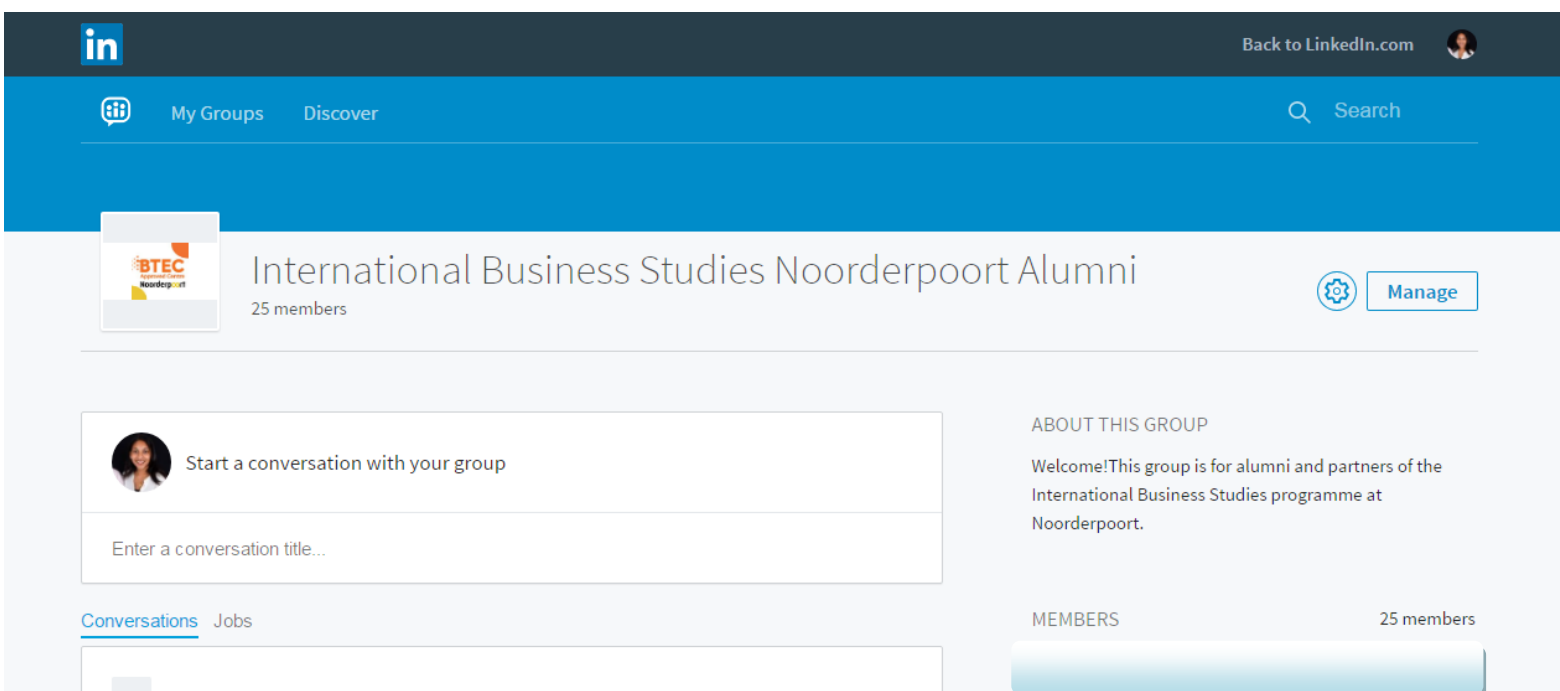 in
Back to LinkedIn.com
My Groups Discover
Search
BTEC
Approved Centre
Noorderpoort
International Business Studies Noorderpoort Alumni
25 members
Manage
Start a conversation with your group
Enter a conversation title...
ABOUT THIS GROUP
Welcome!This group is for alumni and partners of the
International Business Studies programme at
Noorderpoort.
Conversations Jobs
MEMBERS 25 members